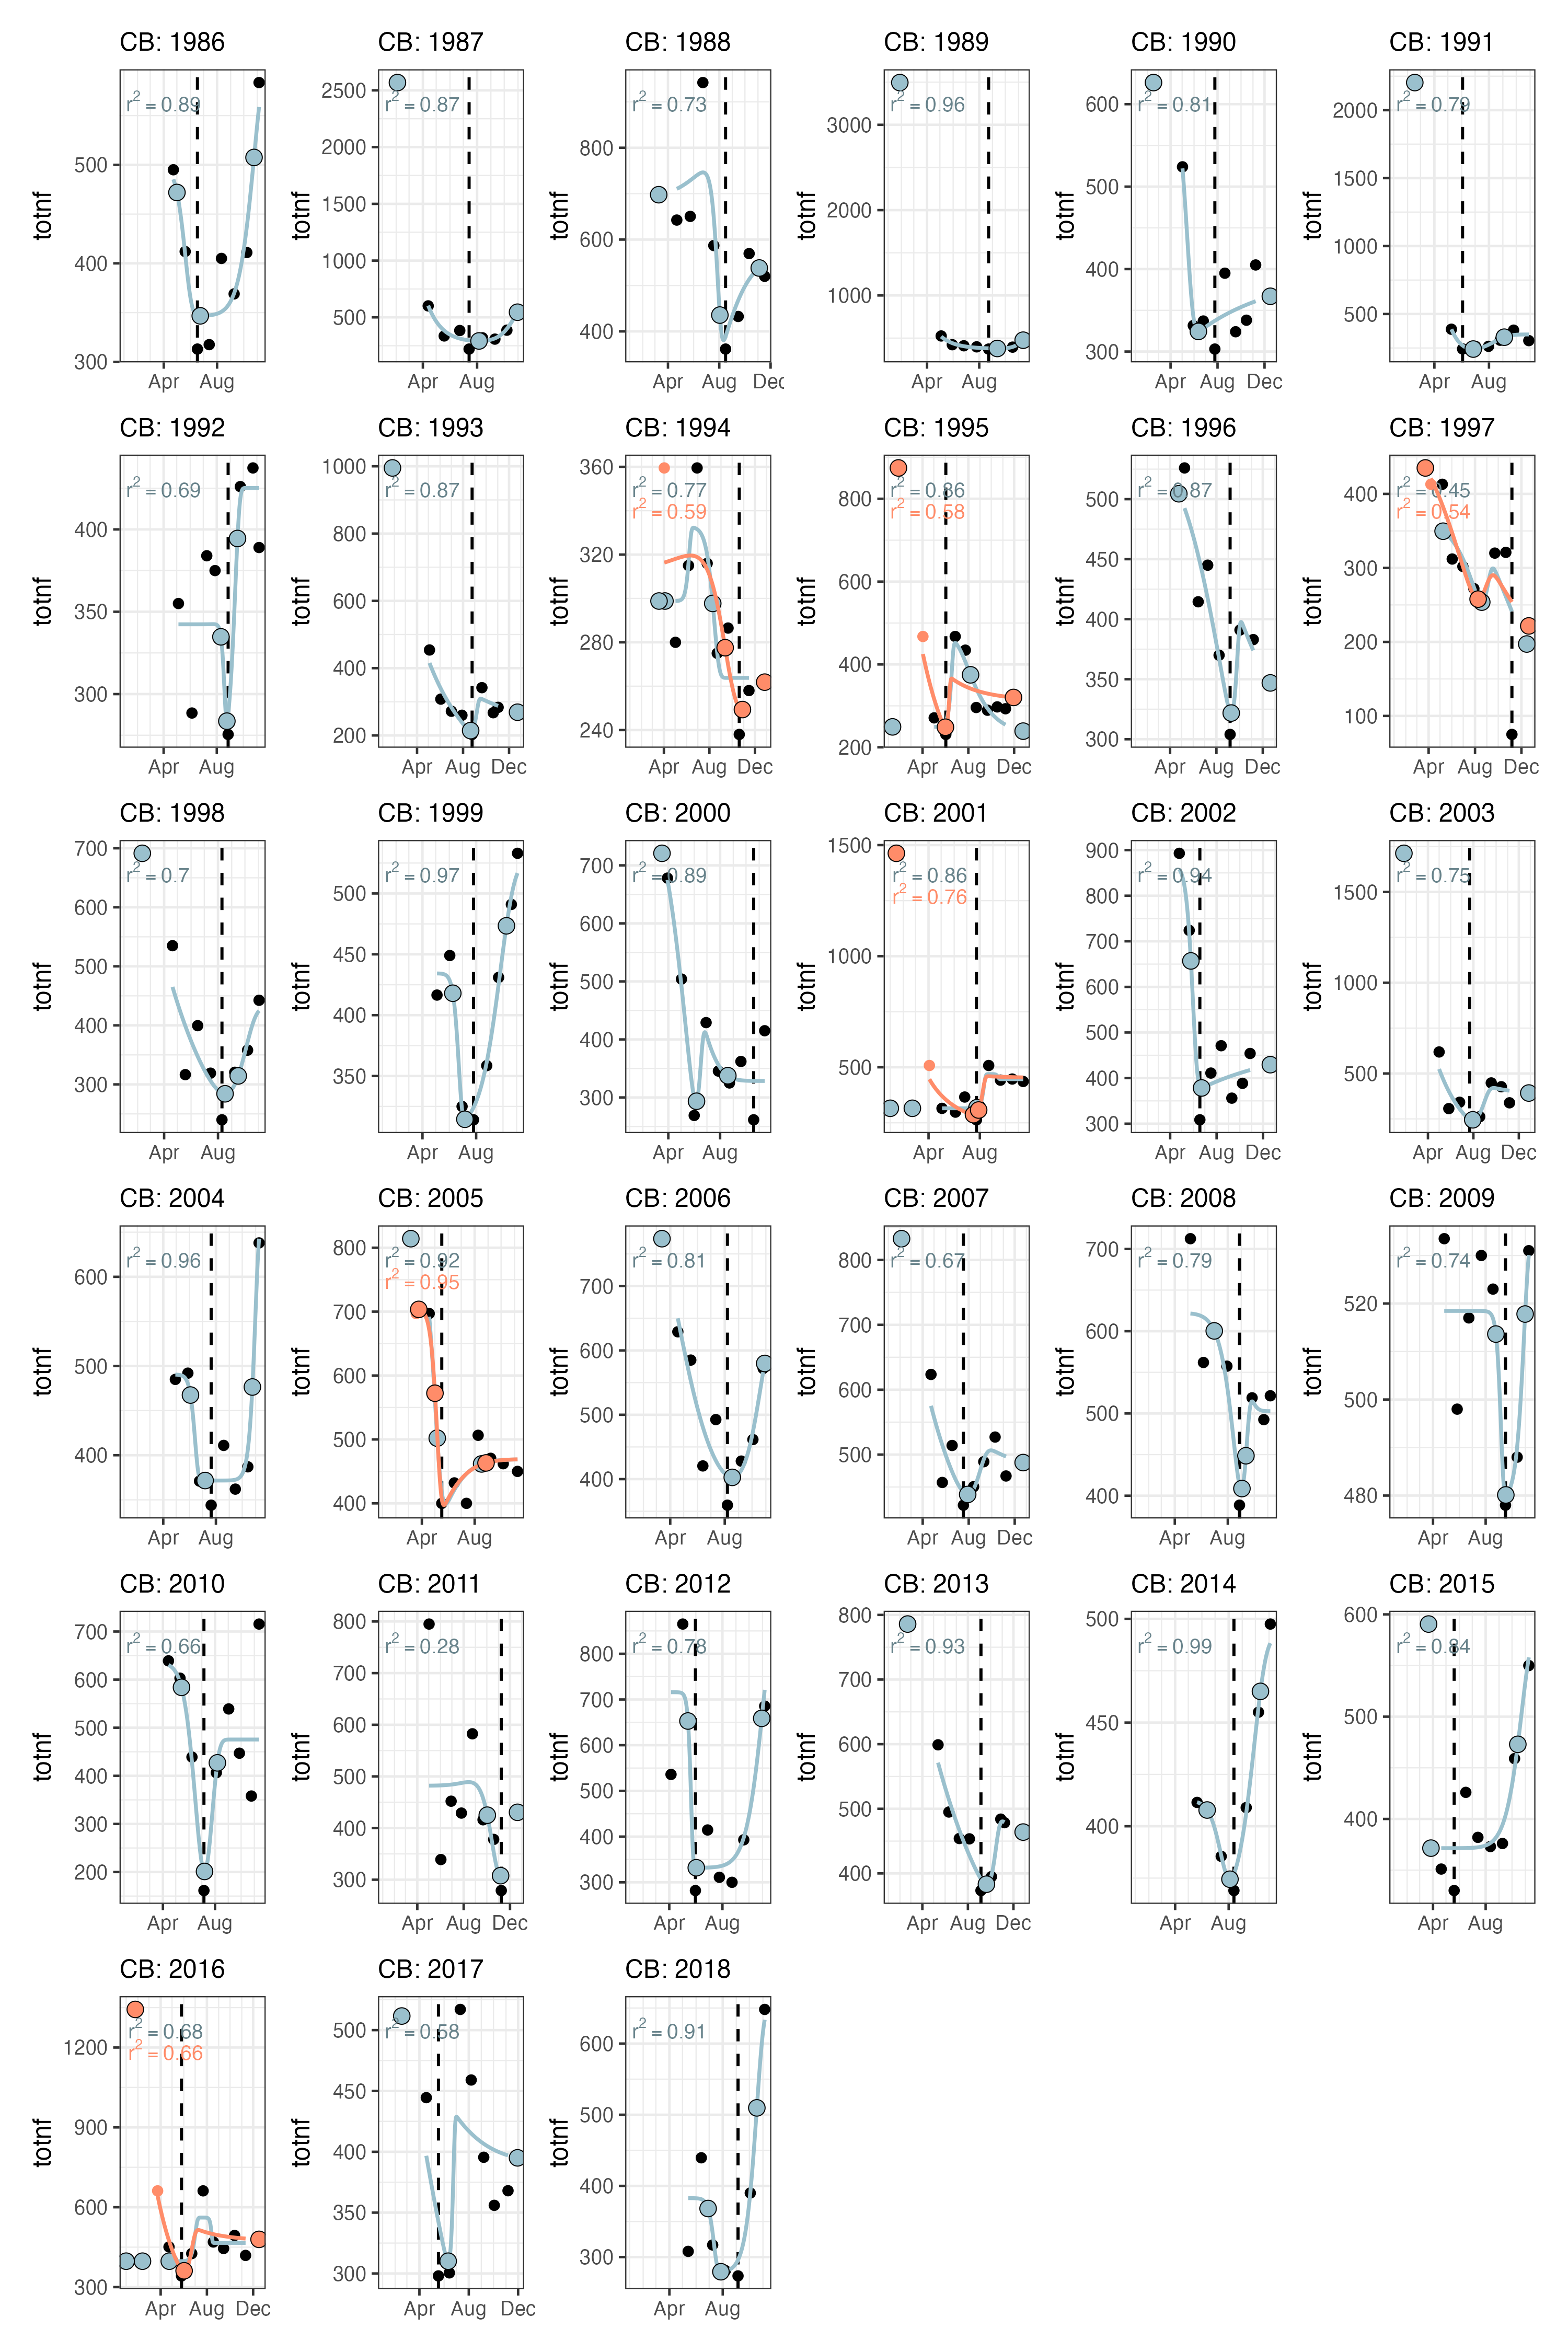 CB: 1986
r² = 0.89
totnf
500
400
300
Apr Aug
CB: 1987
r² = 0.87
totnf
2500
2000
1500
1000
500
Apr Aug
CB: 1988
r² = 0.73
totnf
800
600
400
Apr Aug Dec
CB: 1989
r² = 0.96
totnf
3000
2000
1000
Apr Aug
CB: 1990
r² = 0.81
totnf
600
500
400
300
Apr Aug Dec
CB: 1991
r² = 0.79
totnf
2000
1500
1000
500
Apr Aug
CB: 1992
r² = 0.69
totnf
400
350
300
Apr Aug
CB: 1993
r² = 0.87
totnf
1000
800
600
400
200
Apr Aug Dec
CB: 1994
r² = 0.77
r² = 0.59
totnf
360
320
280
240
Apr Aug Dec
CB: 1995
r² = 0.86
r² = 0.58
totnf
800
600
400
200
Apr Aug Dec
CB: 1996
r² = 0.87
totnf
500
450
400
350
300
Apr Aug Dec
CB: 1997
r² = 0.45
r² = 0.54
totnf
400
300
200
100
Apr Aug Dec
CB: 1998
r² = 0.7
totnf
700
600
500
400
300
Apr Aug
CB: 1999
r² = 0.97
totnf
500
450
400
350
Apr Aug
CB: 2000
r² = 0.89
totnf
700
600
500
400
300
Apr Aug
CB: 2001
r² = 0.86
r² = 0.76
totnf
1500
1000
500
Apr Aug
CB: 2002
r² = 0.94
totnf
900
800
700
600
500
400
300
Apr Aug Dec
CB: 2003
r² = 0.75
totnf
1500
1000
500
Apr Aug Dec
CB: 2004
r² = 0.96
totnf
600
500
400
Apr Aug
CB: 2005
r² = 0.92
r² = 0.95
totnf
800
700
600
500
400
Apr Aug
CB: 2006
r² = 0.81
totnf
700
600
500
400
Apr Aug
CB: 2007
r² = 0.67
totnf
800
700
600
500
Apr Aug Dec
CB: 2008
r² = 0.79
totnf
700
600
500
400
Apr Aug
CB: 2009
r² = 0.74
totnf
520
500
480
Apr Aug
CB: 2010
r² = 0.66
totnf
700
600
500
400
300
200
Apr Aug
CB: 2011
r² = 0.28
totnf
800
700
600
500
400
300
Apr Aug Dec
CB: 2012
r² = 0.78
totnf
800
700
600
500
400
300
Apr Aug
CB: 2013
r² = 0.93
totnf
800
700
600
500
400
Apr Aug Dec
CB: 2014
r² = 0.99
totnf
500
450
400
Apr Aug
CB: 2015
r² = 0.84
totnf
600
500
400
Apr Aug
CB: 2016
r² = 0.68
r² = 0.66
totnf
1200
900
600
300
Apr Aug Dec
CB: 2017
r² = 0.58
totnf
500
450
400
350
300
Apr Aug Dec
CB: 2018
r² = 0.91
totnf
600
500
400
300
Apr Aug